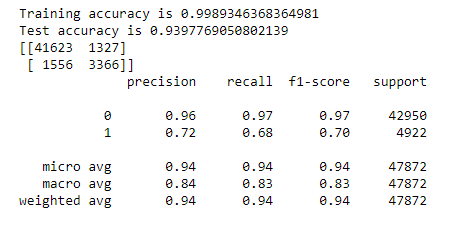 Training accuracy is 0.9989346368364981
Test accuracy is 0.9397769050802139
[[41623  1327]
 [ 1556  3366]]
              precision    recall  f1-score   support

           0       0.96      0.97      0.97     42950
           1       0.72      0.68      0.70      4922

   micro avg       0.94      0.94      0.94     47872
   macro avg       0.84      0.83      0.83     47872
weighted avg       0.94      0.94      0.94     47872